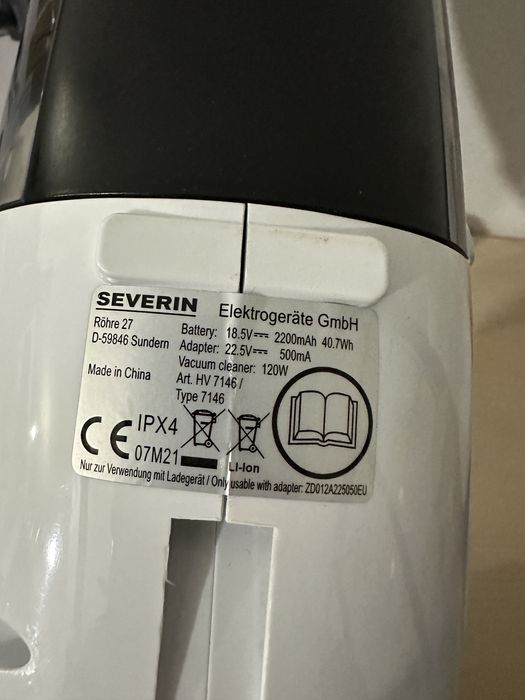 SEVERIN Elektrogeräte GmbH
Röhre 27
D-59846 Sundern
Made in China
Battery: 18.5V⎓ 2200mAh 40.7Wh
Adapter: 22.5V⎓ 500mA
Vacuum cleaner: 120W
Art. HV 7146 /
Type 7146
CE IPX4
07M21
Li-Ion
Nur zur Verwendung mit Ladegerät / Only usable with adapter: ZD012A225050EU